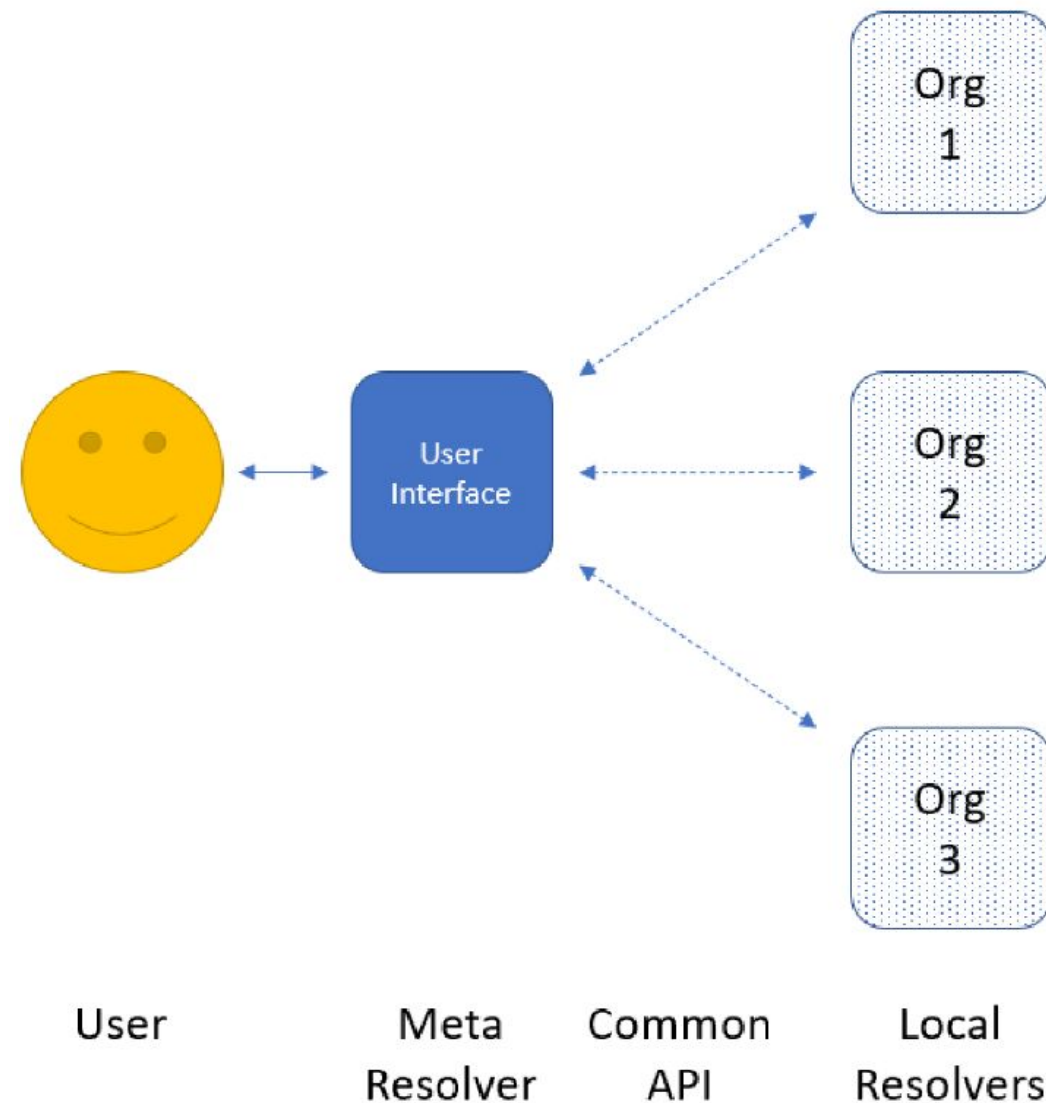 Org
1
User
Interface
Org
2
Org
3
User
Meta
Resolver
Common
API
Local
Resolvers